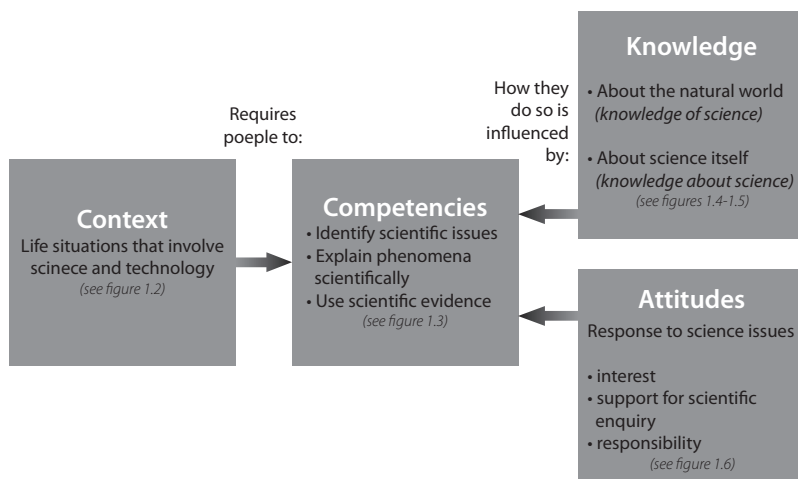 Context
Life situations that involve
scinece and technology
(see figure 1.2)
Requires
poeple to:
Competencies
• Identify scientific issues
• Explain phenomena
scientifically
• Use scientific evidence
(see figure 1.3)
How they
do so is
influenced
by:
Knowledge
• About the natural world
(knowledge of science)
• About science itself
(knowledge about science)
(see figures 1.4-1.5)
Attitudes
Response to science issues
• interest
• support for scientific
enquiry
• responsibility
(see figure 1.6)